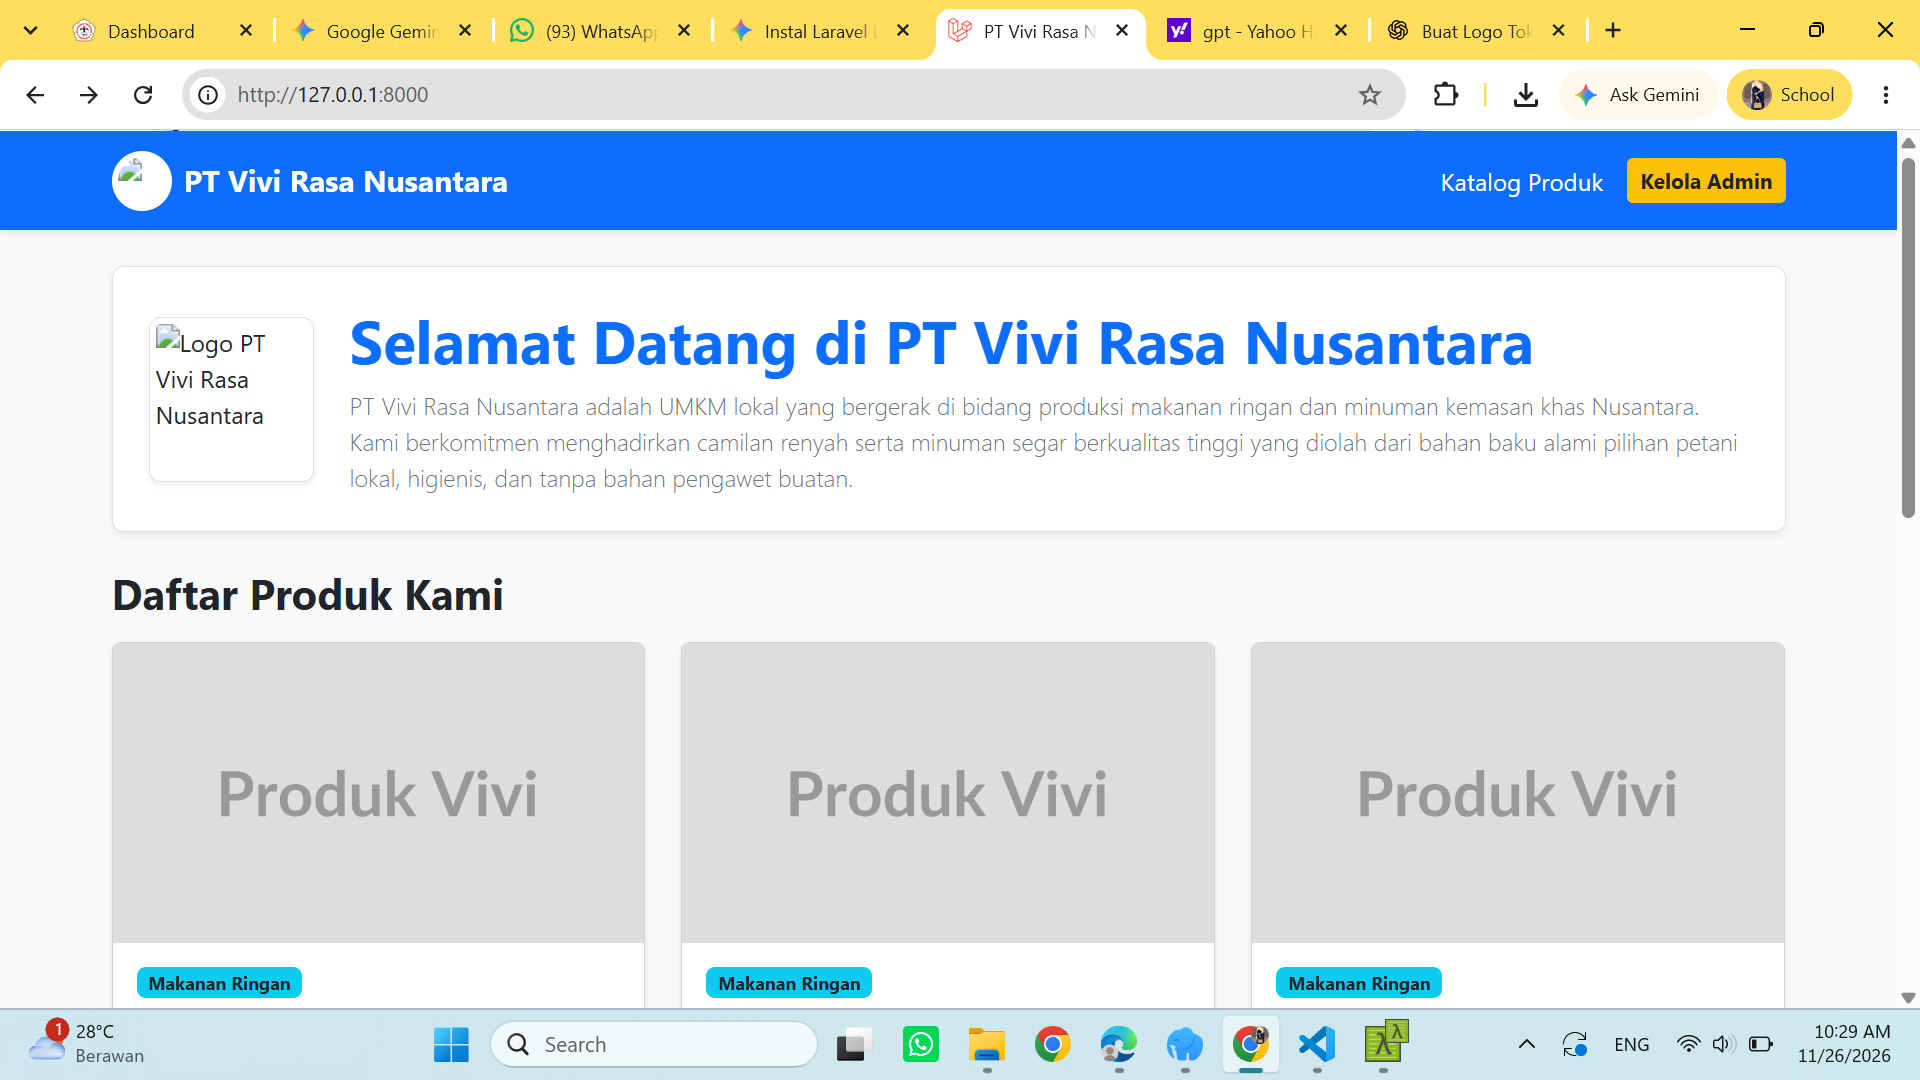 Dashboard
Google Gemin
(93) WhatsApp
Instal Laravel
PT Vivi Rasa N
gpt - Yahoo H
Buat Logo Tok
http://127.0.0.1:8000
Ask Gemini
School
PT Vivi Rasa Nusantara
Katalog Produk
Kelola Admin
Logo PT
Vivi Rasa
Nusantara
Selamat Datang di PT Vivi Rasa Nusantara
PT Vivi Rasa Nusantara adalah UMKM lokal yang bergerak di bidang produksi makanan ringan dan minuman kemasan khas Nusantara.
Kami berkomitmen menghadirkan camilan renyah serta minuman segar berkualitas tinggi yang diolah dari bahan baku alami pilihan petani
lokal, higienis, dan tanpa bahan pengawet buatan.
Daftar Produk Kami
Produk Vivi
Produk Vivi
Produk Vivi
Makanan Ringan
Makanan Ringan
Makanan Ringan
1
28°C
Berawan
Search
ENG
10:29 AM
11/26/2026